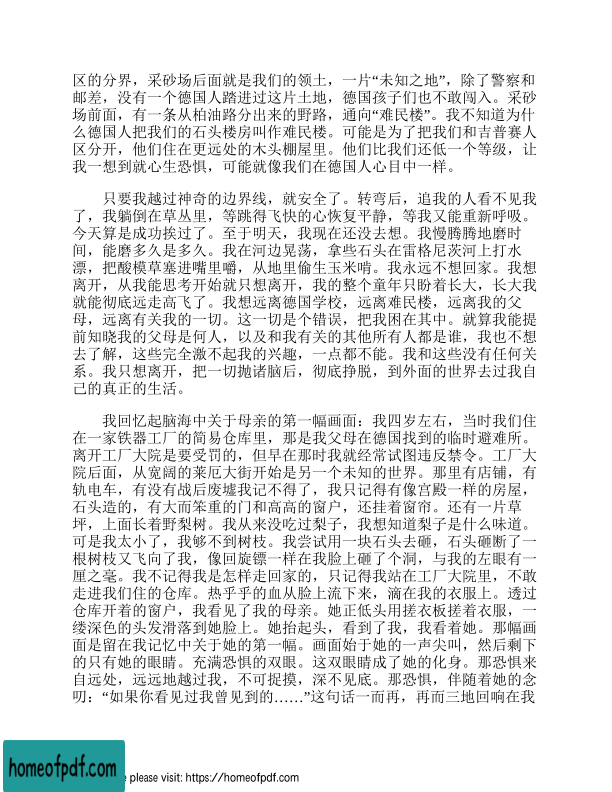 区的分界，采砂场后面就是我们的领土，一片“未知之地”，除了警察和
邮差，没有一个德国人踏进过这片土地，德国孩子们也不敢闯入。采砂
场前面，有一条从柏油路分出来的野路，通向“难民楼”。我不知道为什
么德国人把我们的石头楼房叫作难民楼。可能是为了把我们和吉普赛人
区分开，他们住在更远处的木头棚屋里。他们比我们还低一个等级，让
我一想到就心生恐惧，可能就像我们在德国人心目中一样。
只要我越过神奇的边界线，就安全了。转弯后，追我的人看不见我
了，我躺倒在草丛里，等跳得飞快的心恢复平静，等我又能重新呼吸。
今天算是成功挨过了。至于明天，我现在还没去想。我慢腾腾地磨时
间，能磨多久是多久。我在河边晃荡，拿些石头在雷格尼茨河上打水
漂，把酸模草塞进嘴里嚼，从地里偷生玉米啃。我永远不想回家。我想
离开，从我能思考开始就只想离开，我的整个童年只盼着长大，长大我
就能彻底远走高飞了。我想远离德国学校，远离难民楼，远离我的父
母，远离有关我的一切。这一切是个错误，把我困在其中。就算我能提
前知晓我的父母是何人，以及和我有关的其他所有人都是谁，我也不想
去了解，这些完全激不起我的兴趣，一点都不能。我和这些没有任何关
系。我只想离开，把一切抛诸脑后，彻底挣脱，到外面的世界去过我自
己的真正的生活。
我回忆起脑海中关于母亲的第一幅画面：我四岁左右，当时我们住
在一家铁器工厂的简易仓库里，那是我父母在德国找到的临时避难所。
离开工厂大院是要受罚的，但早在那时我就经常试图违反禁令。工厂大
院后面，从宽阔的莱厄大街开始是另一个未知的世界。那里有店铺，有
轨电车，有没有战后废墟我记不得了，我只记得有像宫殿一样的房屋，
石头造的，有大而笨重的门和高高的窗户，还挂着窗帘。还有一片草
坪，上面长着野梨树。我从来没吃过梨子，我想知道梨子是什么味道。
可是我太小了，我够不到树枝。我尝试用一块石头去砸，石头砸断了一
根树枝又飞向了我，像回旋镖一样在我脸上砸了个洞，与我的左眼有一
厘之毫。我不记得我是怎样走回家的，只记得我站在工厂大院里，不敢
走进我们住的仓库。热乎乎的血从脸上流下来，滴在我的衣服上。透过
仓库开着的窗户，我看见了我的母亲。她正低头用搓衣板搓着衣服，一
缕深色的头发滑落到她脸上。她抬起头，看到了我，我看着她。那幅画
面是留在我记忆中关于她的第一幅。画面始于她的一声尖叫，然后剩下
的只有她的眼睛。充满恐惧的双眼。这双眼睛成了她的化身。那恐惧来
自远处，远远地越过我，不可捉摸，深不见底。那恐惧，伴随着她的念
叨：“如果你看见过我曾见到的……”这句话一而再，再而三地回响在我
homeofpdf.com
e please visit: https://homeofpdf.com